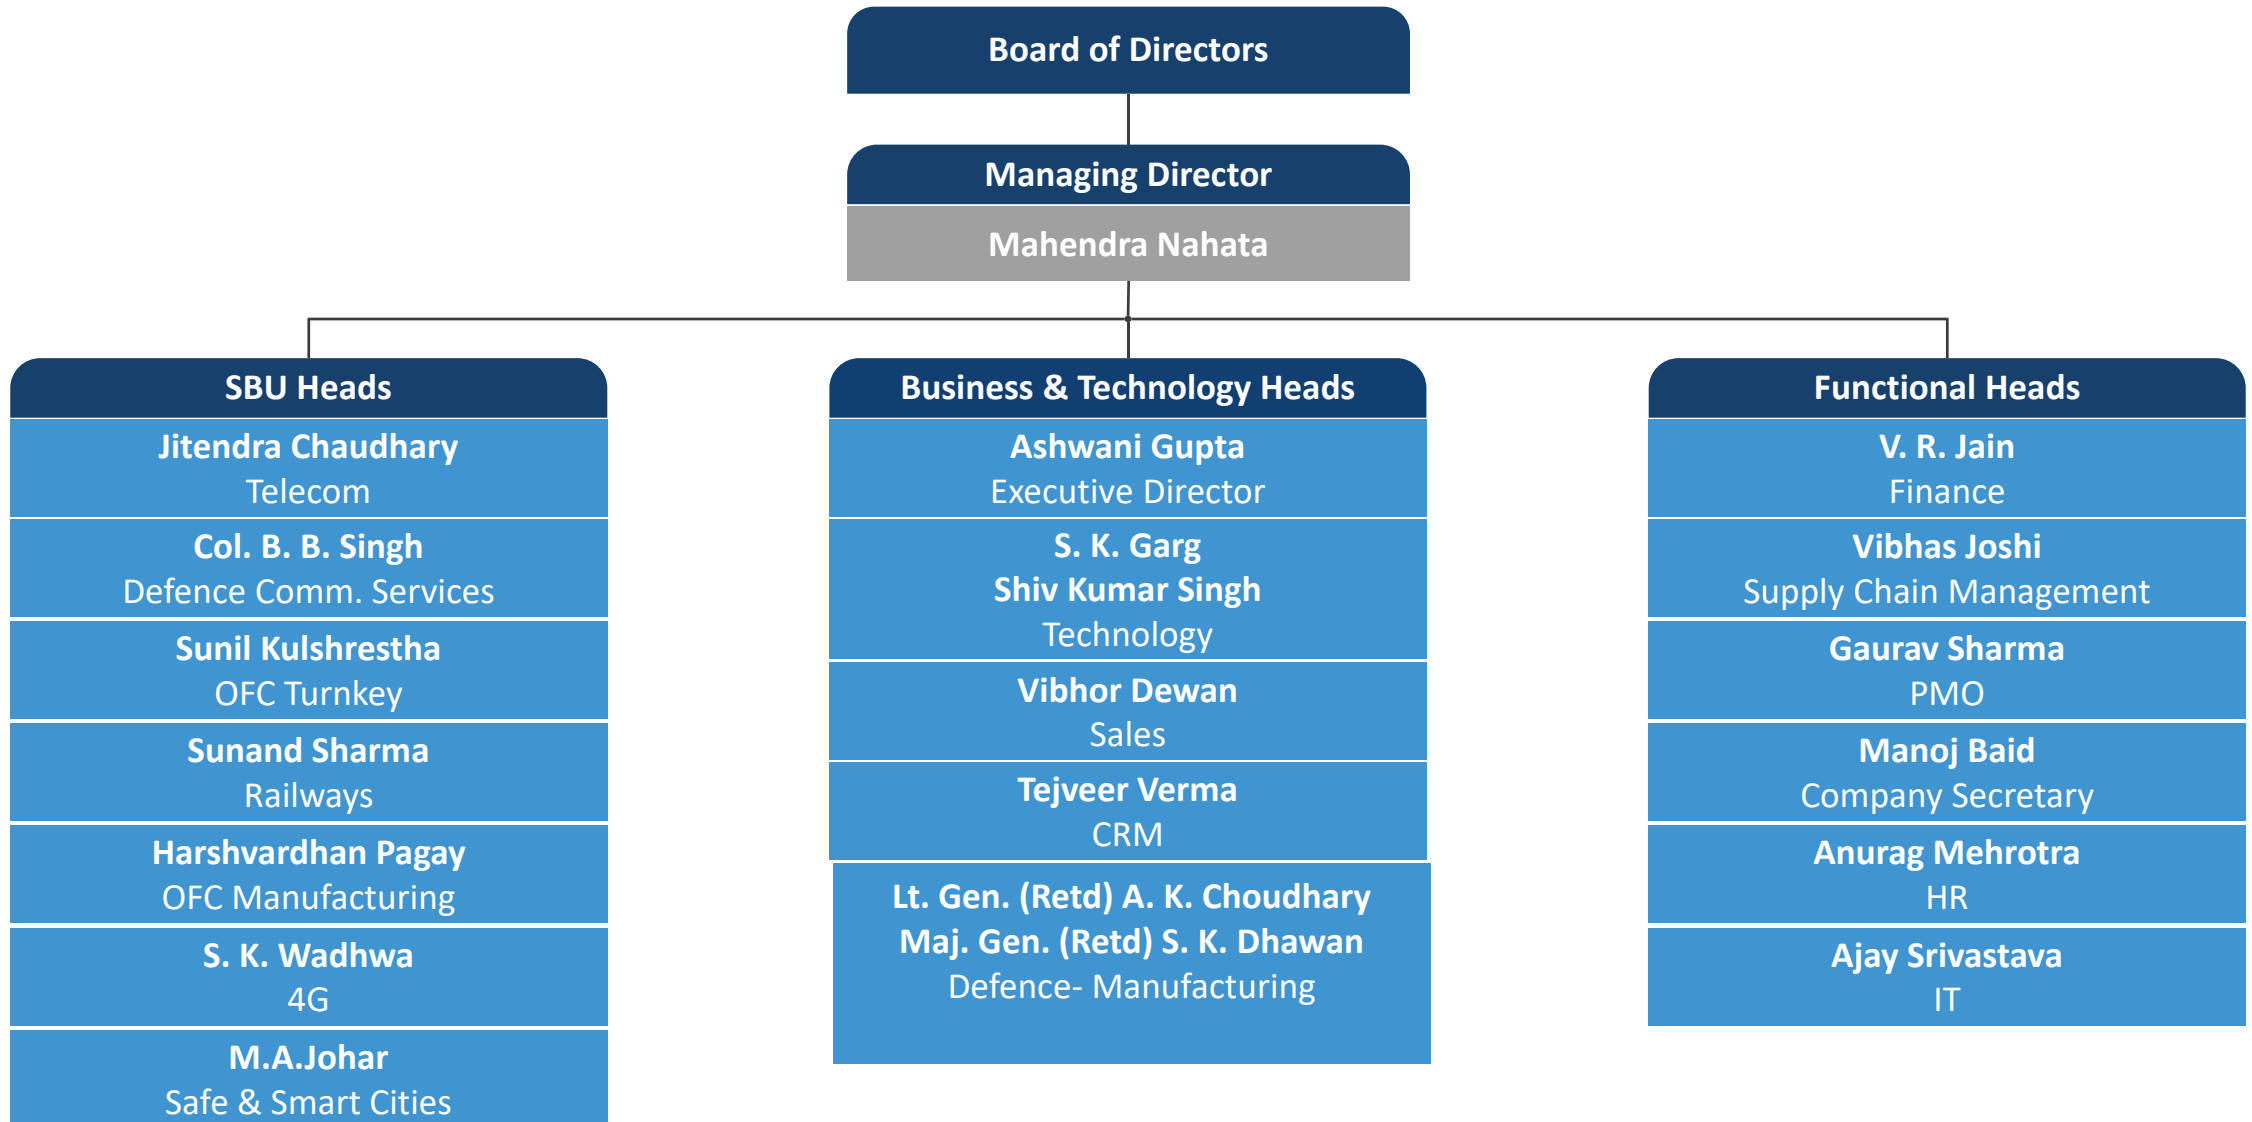 Board of Directors
Managing Director
Mahendra Nahata
SBU Heads
Jitendra Chaudhary
Telecom
Col. B. B. Singh
Defence Comm. Services
Sunil Kulshrestha
OFC Turnkey
Sunand Sharma
Railways
Harshvardhan Pagay
OFC Manufacturing
S. K. Wadhwa
4G
M.A.Johar
Safe & Smart Cities
Business & Technology Heads
Ashwani Gupta
Executive Director
S. K. Garg
Shiv Kumar Singh
Technology
Vibhor Dewan
Sales
Tejveer Verma
CRM
Lt. Gen. (Retd) A. K. Choudhary
Maj. Gen. (Retd) S. K. Dhawan
Defence- Manufacturing
Functional Heads
V. R. Jain
Finance
Vibhas Joshi
Supply Chain Management
Gaurav Sharma
PMO
Manoj Baid
Company Secretary
Anurag Mehrotra
HR
Ajay Srivastava
IT